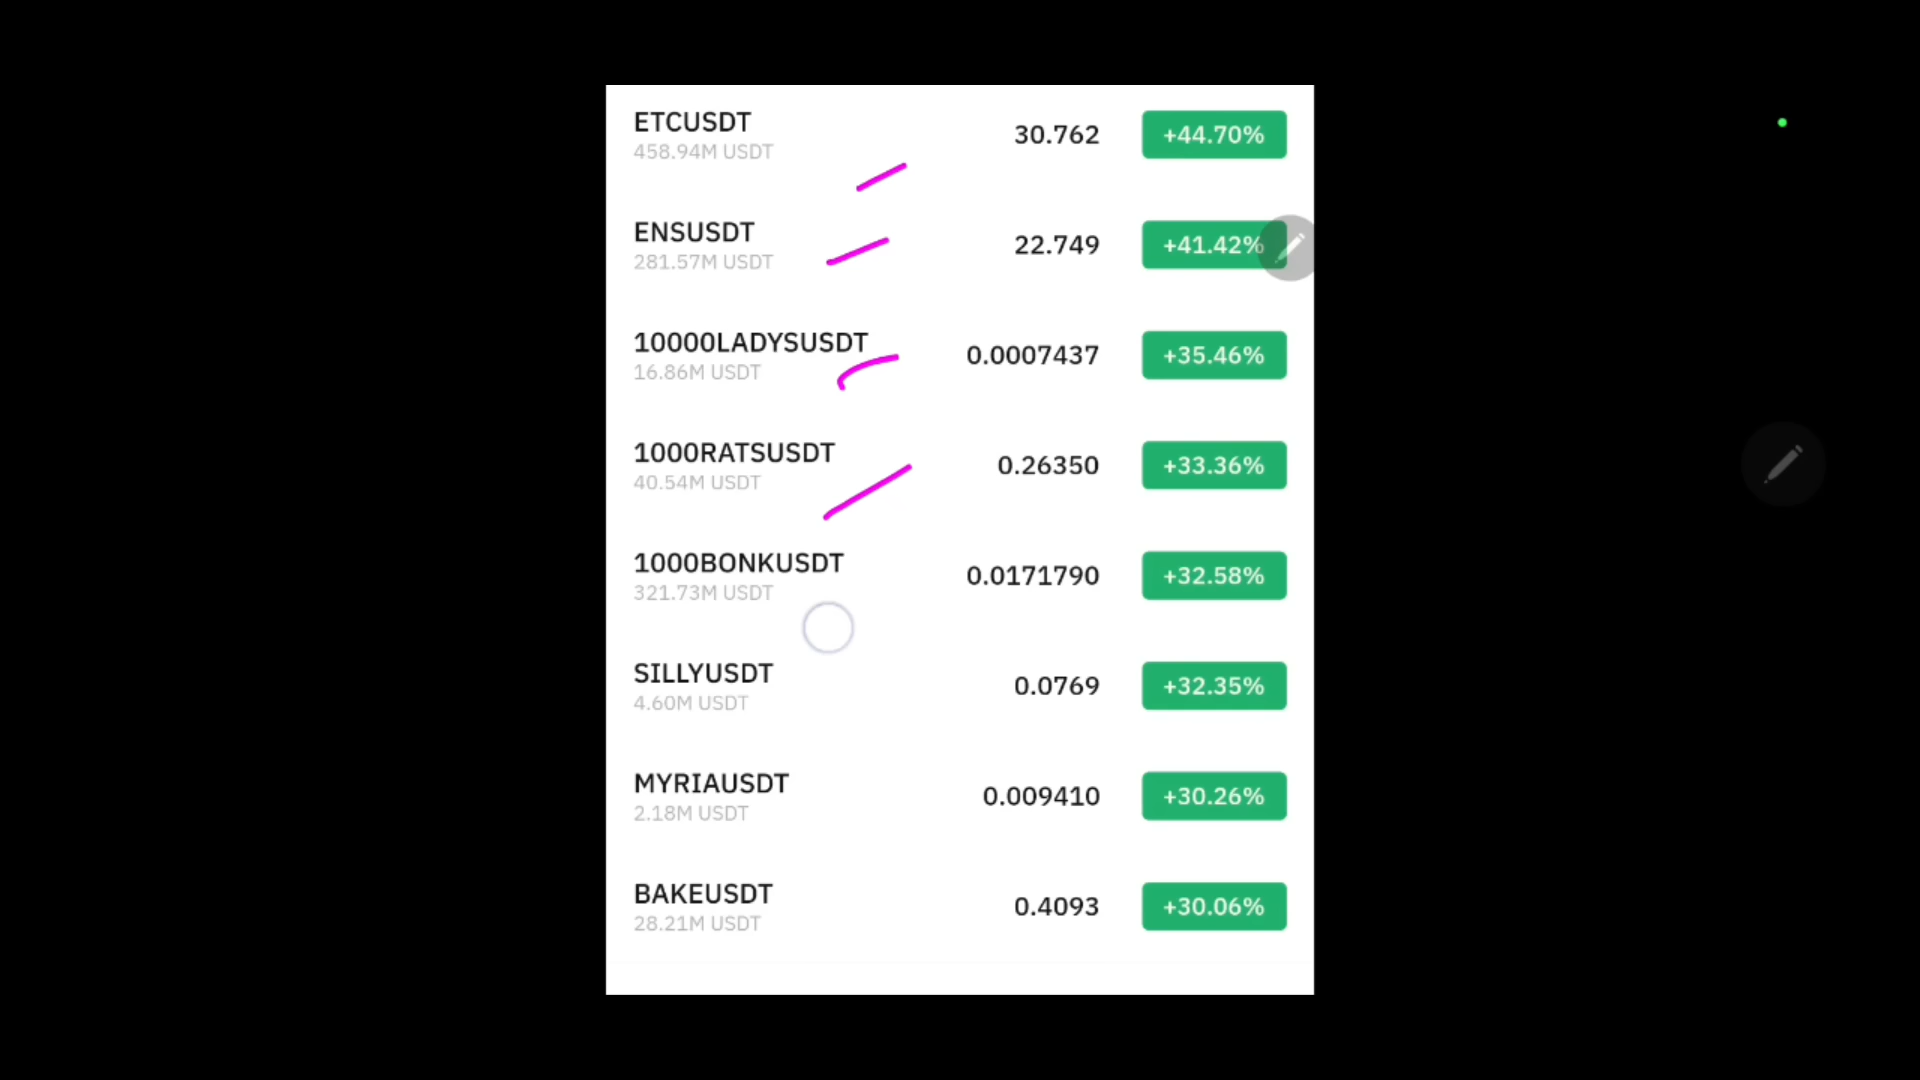 ETCUSDT 30.762 +44.70%
458.94M USDT
ENSUSDT 22.749 +41.42%
281.57M USDT
10000LADYSUSDT 0.0007437 +35.46%
16.86M USDT
1000RATSUSDT 0.26350 +33.36%
40.54M USDT
1000BONKUSDT 0.0171790 +32.58%
321.73M USDT
SILLYUSDT 0.0769 +32.35%
4.60M USDT
MYRIAUSDT 0.009410 +30.26%
2.18M USDT
BAKEUSDT 0.4093 +30.06%
28.21M USDT